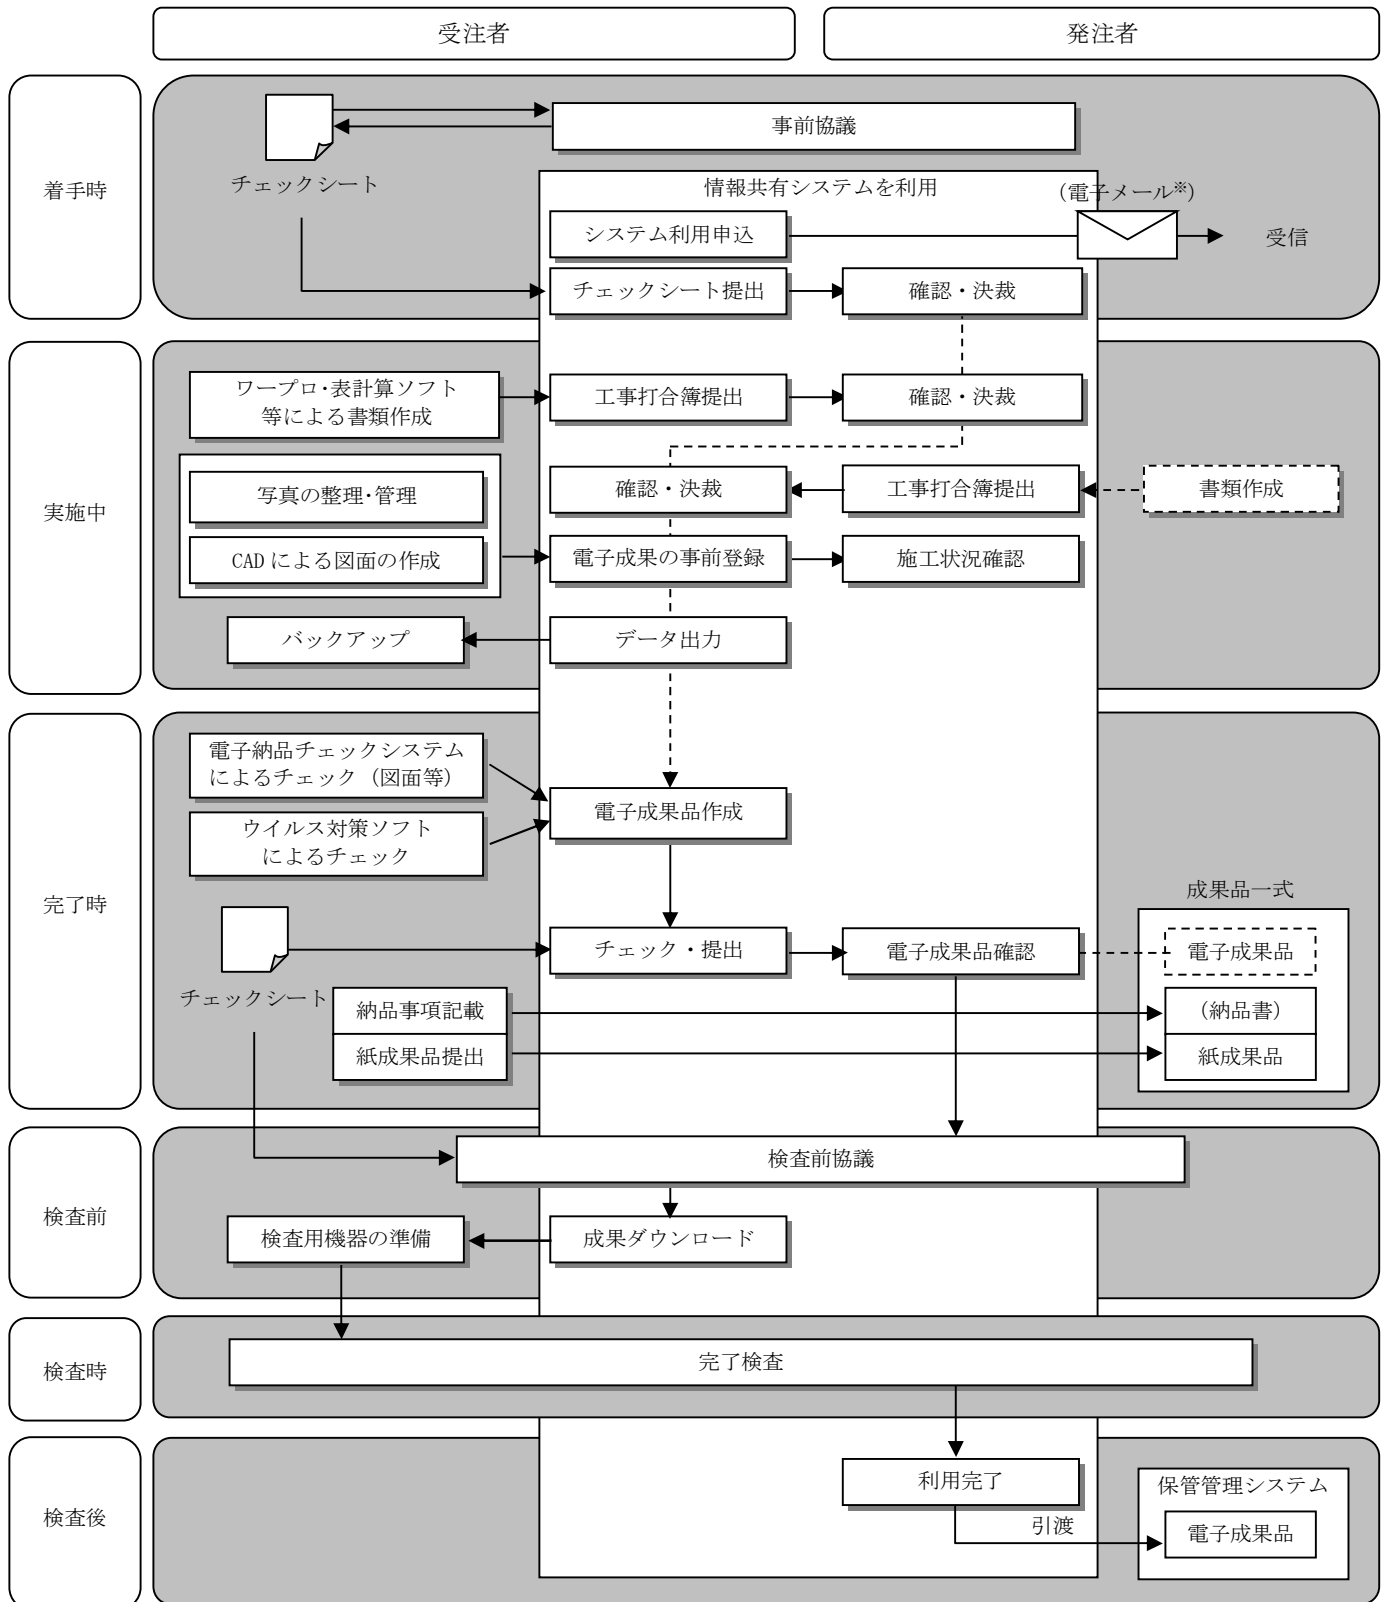 受注者
発注者
着手時
事前協議
チェックシート
情報共有システムを利用
（電子メール※）
システム利用申込
受信
チェックシート提出
確認・決裁
実施中
ワープロ・表計算ソフト
等による書類作成
工事打合簿提出
確認・決裁
写真の整理・管理
確認・決裁
工事打合簿提出
書類作成
CADによる図面の作成
電子成果の事前登録
施工状況確認
バックアップ
データ出力
完了時
電子納品チェックシステム
によるチェック（図面等）
電子成果品作成
ウイルス対策ソフト
によるチェック
成果品一式
チェック・提出
電子成果品確認
電子成果品
チェックシート
納品事項記載
（納品書）
紙成果品提出
紙成果品
検査前
検査前協議
検査用機器の準備
成果ダウンロード
検査時
完了検査
検査後
利用完了
保管管理システム
引渡
電子成果品